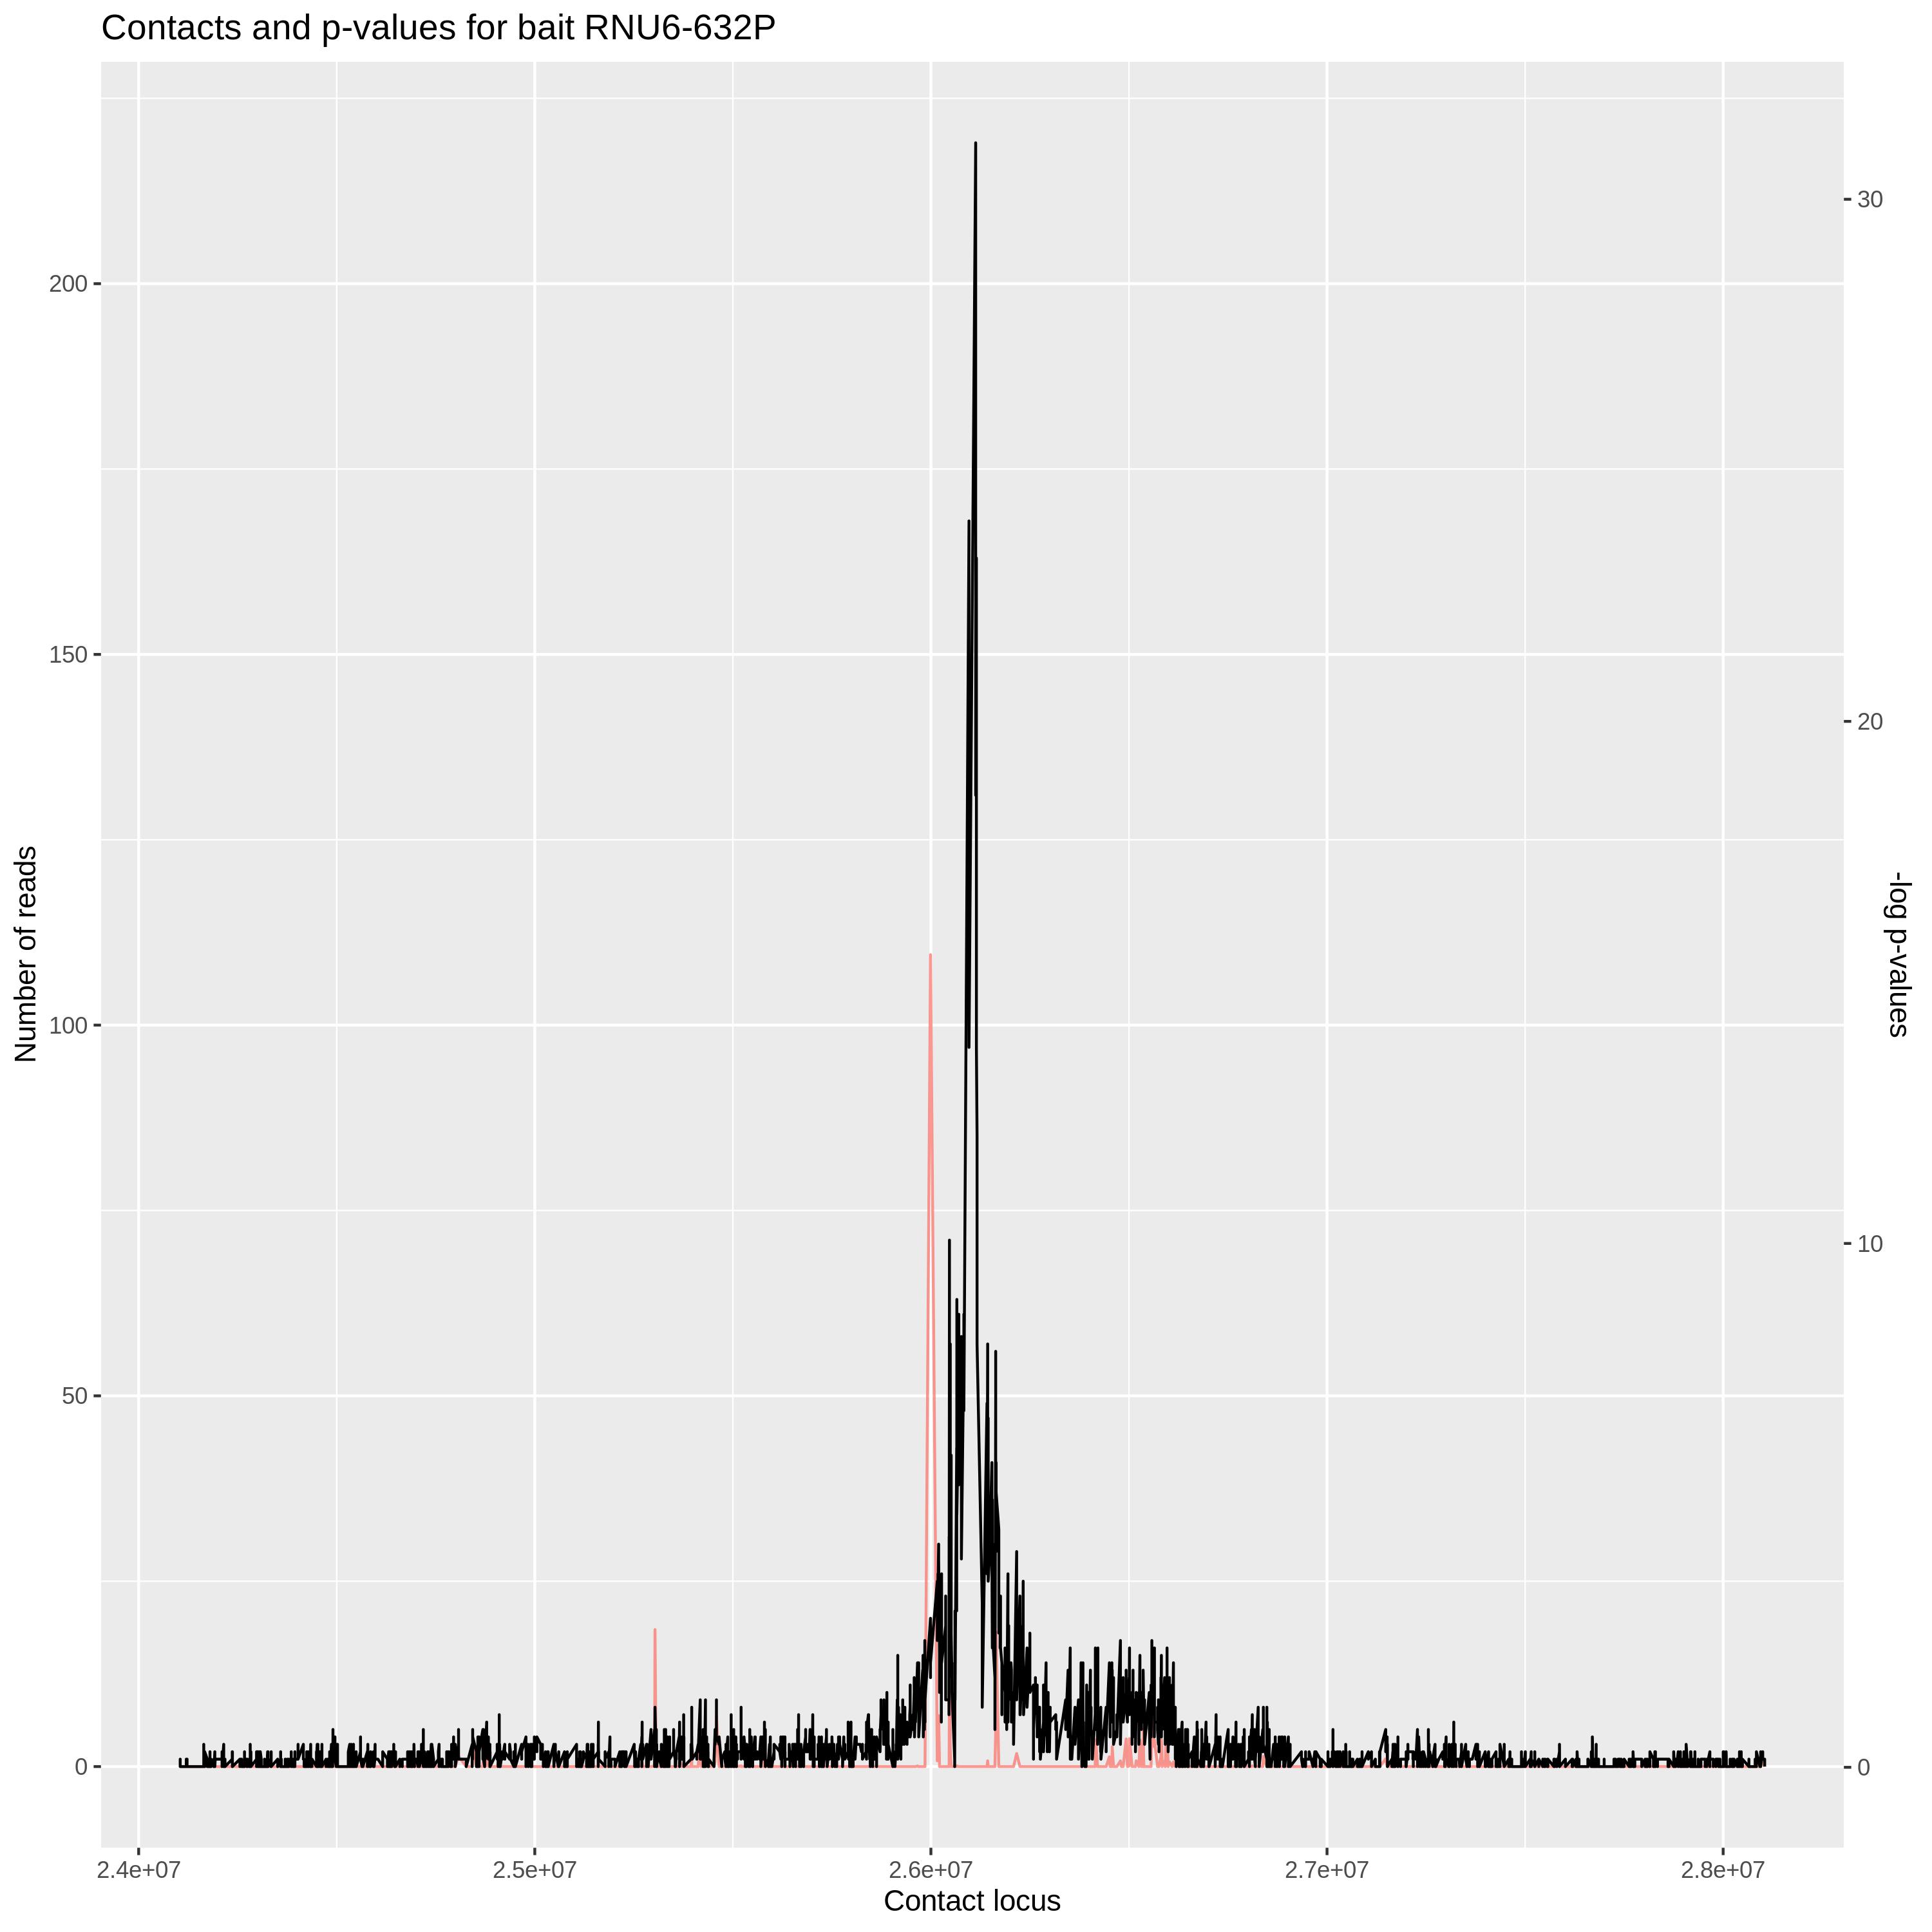 Contacts and p-values for bait RNU6-632P
Number of reads
200
150
100
50
0
30
20
10
0
-log p-values
2.4e+07
2.5e+07
2.6e+07
2.7e+07
2.8e+07
Contact locus